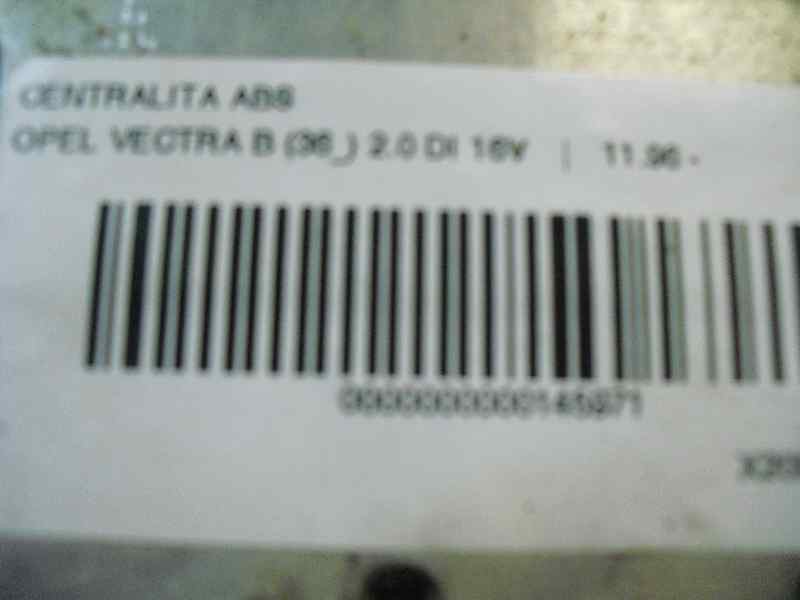 CENTRALITA ABS
OPEL VECTRA B (36_) 2.0 DI 16V | 11.96 -